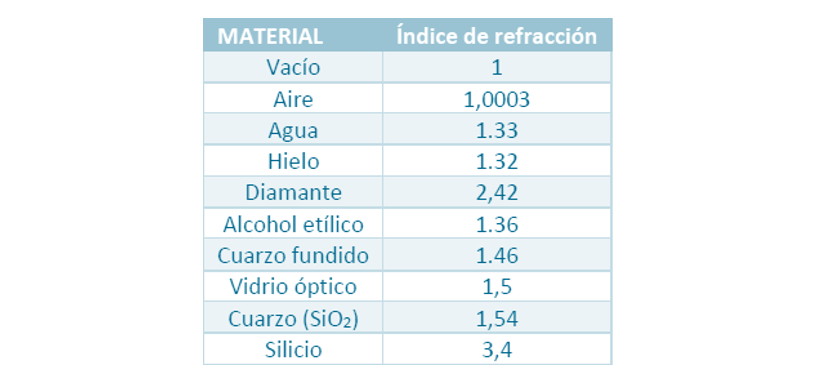 MATERIAL Índice de refracción
Vacío 1
Aire 1,0003
Agua 1.33
Hielo 1.32
Diamante 2,42
Alcohol etílico 1.36
Cuarzo fundido 1.46
Vidrio óptico 1,5
Cuarzo (SiO₂) 1,54
Silicio 3,4